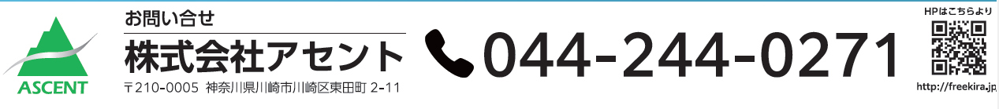 ASCENT
お問い合せ
株式会社アセント
〒210-0005 神奈川県川崎市川崎区東田町 2-11
044-244-0271
HPはこちらより
http://freekira.jp